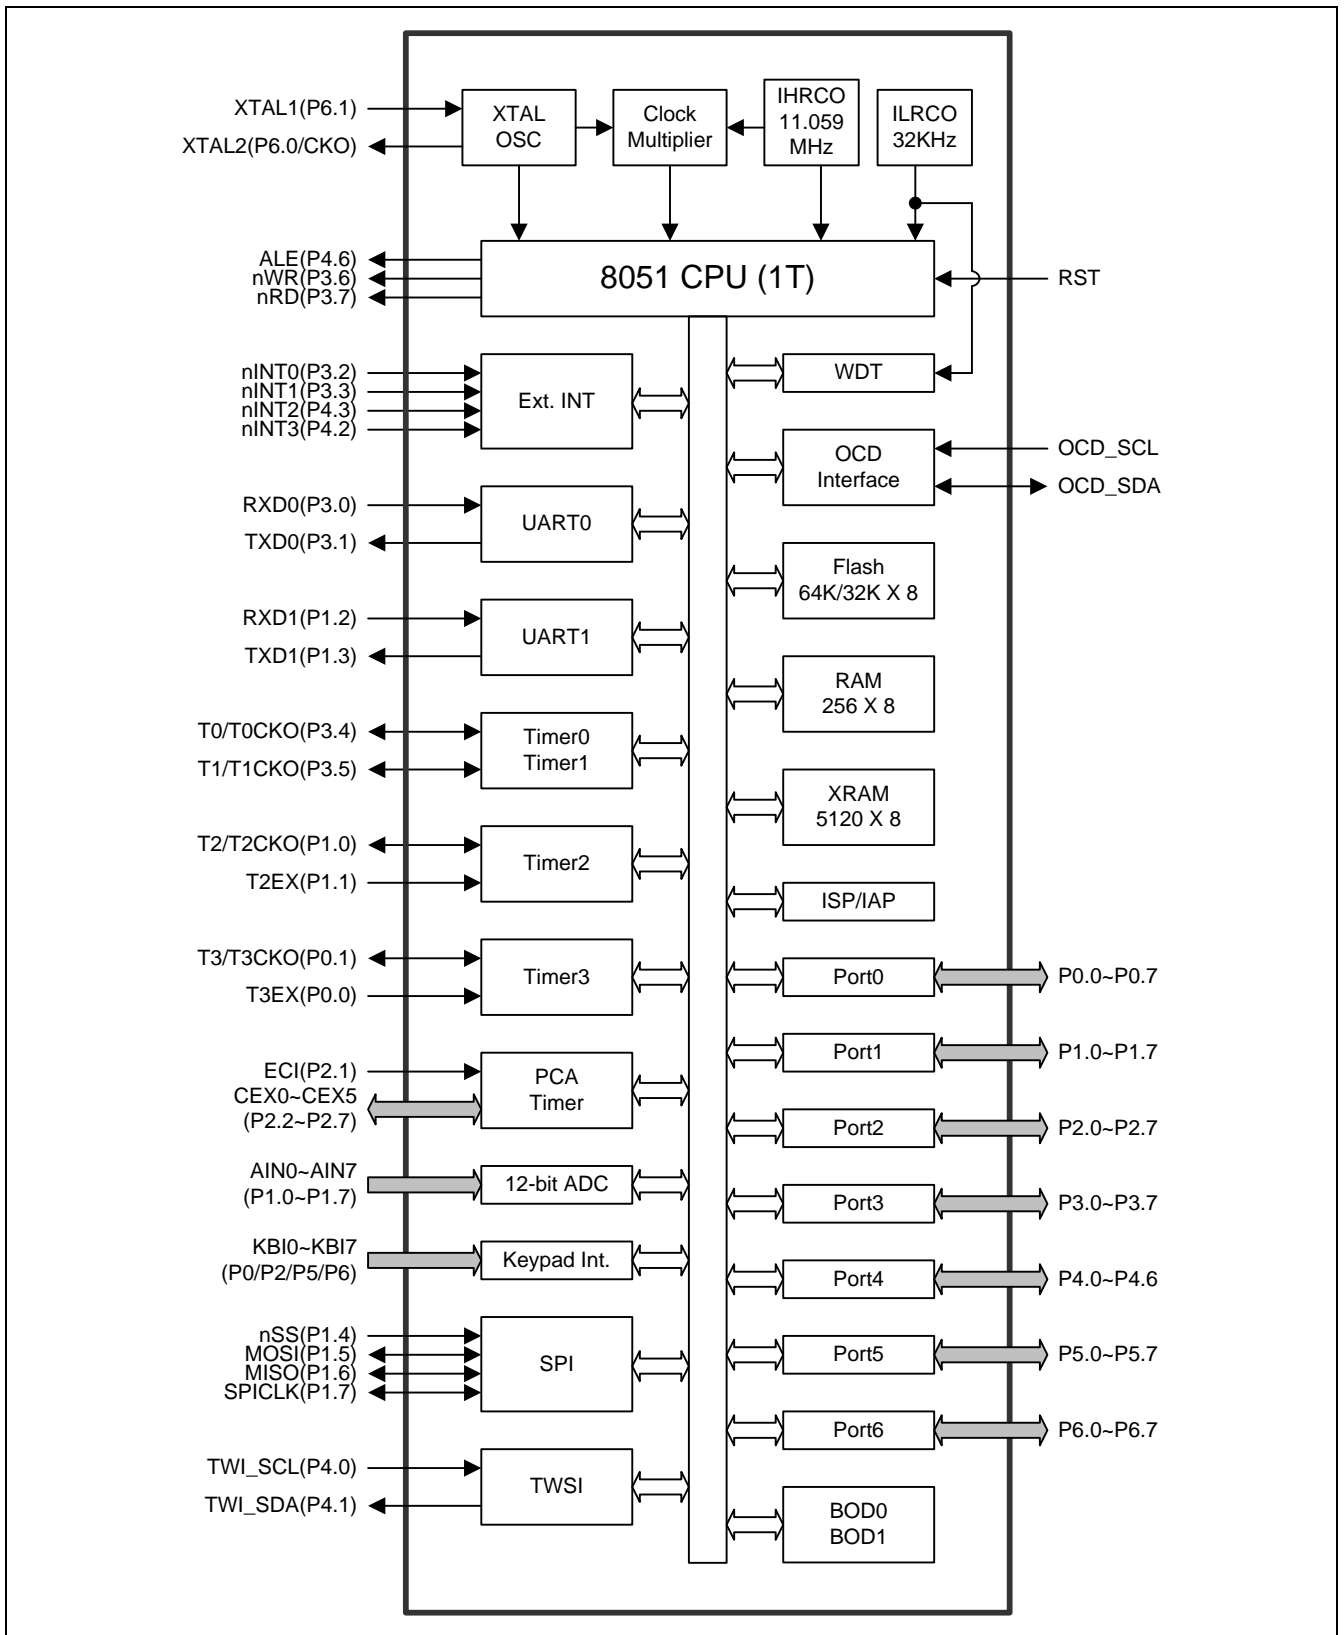 XTAL1(P6.1)
XTAL2(P6.0/CKO)
XTAL
OSC
Clock
Multiplier
IHRCO
11.059
MHz
ILRCO
32KHz
ALE(P4.6)
nWR(P3.6)
nRD(P3.7)
8051 CPU (1T)
RST
nINT0(P3.2)
nINT1(P3.3)
nINT2(P4.3)
nINT3(P4.2)
Ext. INT
WDT
OCD
Interface
OCD_SCL
OCD_SDA
RXD0(P3.0)
TXD0(P3.1)
UART0
Flash
64K/32K X 8
RXD1(P1.2)
TXD1(P1.3)
UART1
RAM
256 X 8
T0/T0CKO(P3.4)
T1/T1CKO(P3.5)
Timer0
Timer1
XRAM
5120 X 8
T2/T2CKO(P1.0)
T2EX(P1.1)
Timer2
ISP/IAP
T3/T3CKO(P0.1)
T3EX(P0.0)
Timer3
Port0
P0.0~P0.7
Port1
P1.0~P1.7
ECI(P2.1)
CEX0~CEX5
(P2.2~P2.7)
PCA
Timer
Port2
P2.0~P2.7
AIN0~AIN7
(P1.0~P1.7)
12-bit ADC
Port3
P3.0~P3.7
KBI0~KBI7
(P0/P2/P5/P6)
Keypad Int.
Port4
P4.0~P4.6
nSS(P1.4)
MOSI(P1.5)
MISO(P1.6)
SPICLK(P1.7)
SPI
Port5
P5.0~P5.7
Port6
P6.0~P6.7
TWI_SCL(P4.0)
TWI_SDA(P4.1)
TWSI
BOD0
BOD1